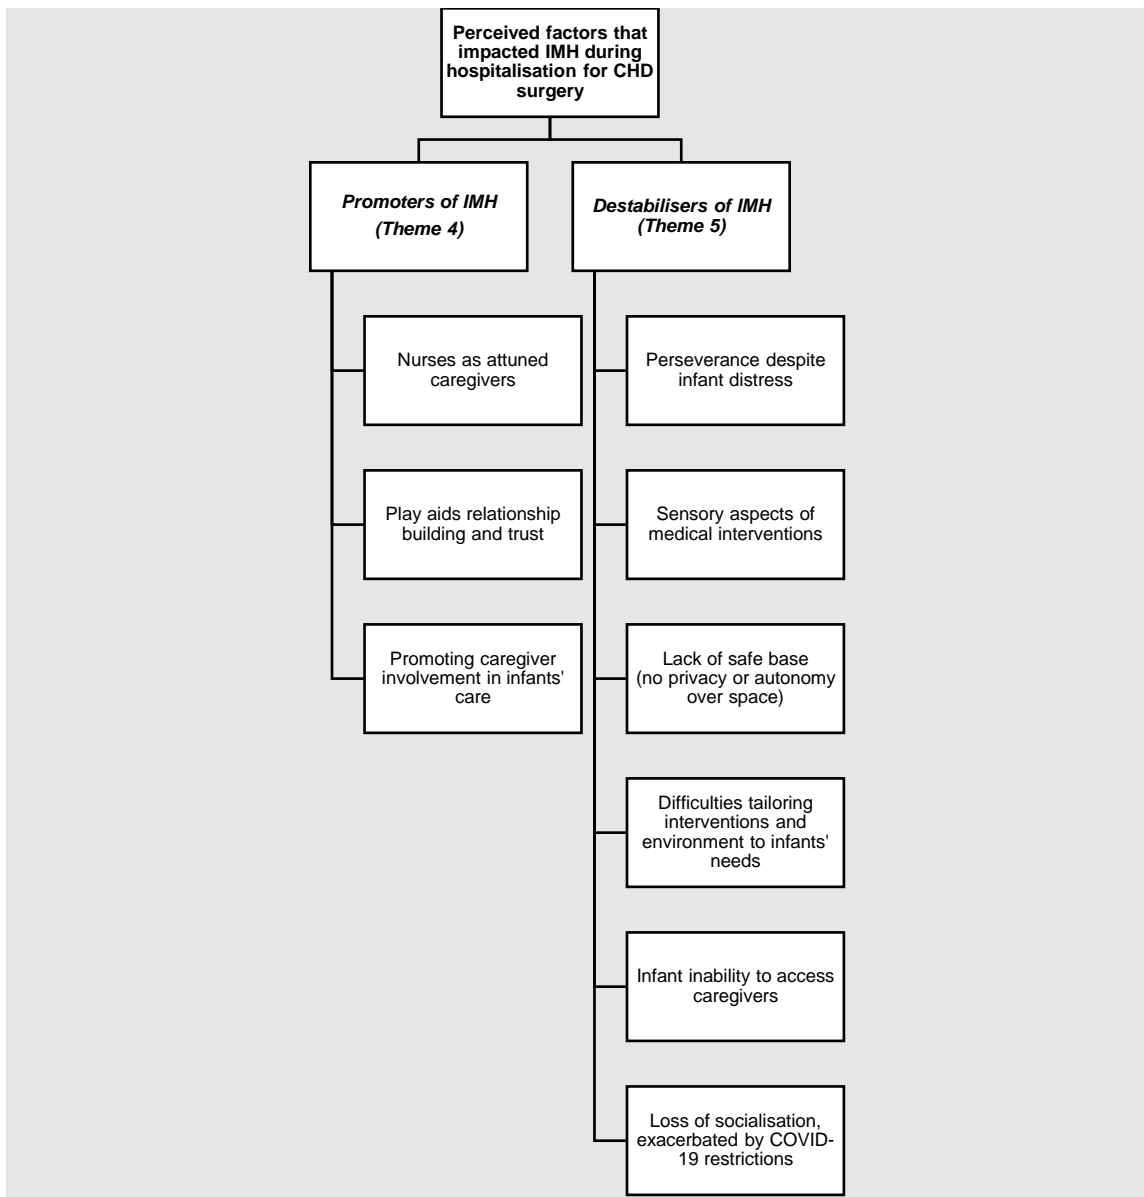 Perceived factors that
impacted IMH during
hospitalisation for CHD
surgery
Promoters of IMH
(Theme 4)
Destabilisers of IMH
(Theme 5)
Nurses as attuned
caregivers
Play aids relationship
building and trust
Promoting caregiver
involvement in infants'
care
Perseverance despite
infant distress
Sensory aspects of
medical interventions
Lack of safe base
(no privacy or autonomy
over space)
Difficulties tailoring
interventions and
environment to infants'
needs
Infant inability to access
caregivers
Loss of socialisation,
exacerbated by COVID-
19 restrictions